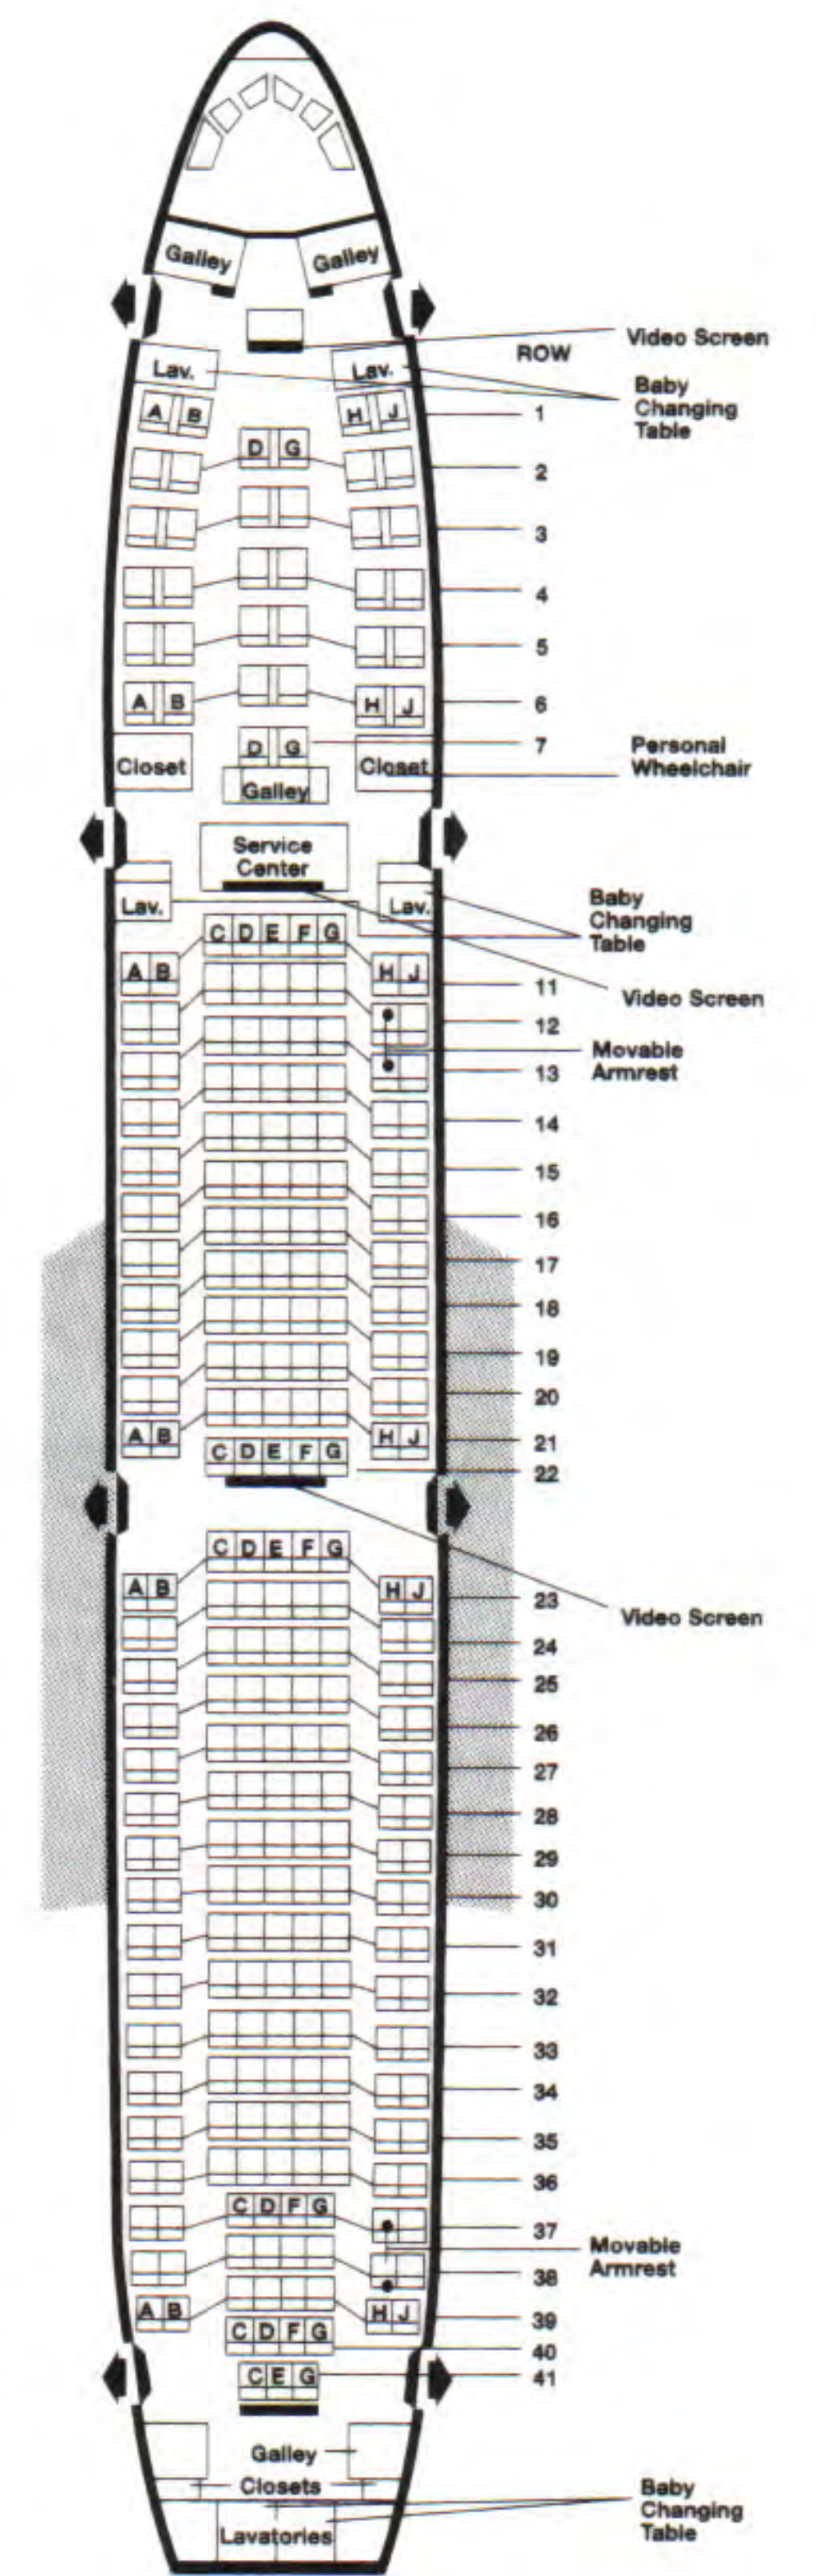 Galley
Galley
Video Screen
ROW
Lav.
Lav.
Baby
Changing
Table
A B
H J
1
D G
2
3
4
5
A B
H J
6
D G
7
Personal
Wheelchair
Closet
Closet
Galley
Service
Center
Baby
Changing
Table
Lav.
Lav.
C D E F G
A B
H J
11
Video Screen
12
Movable
Armrest
13
14
15
16
17
18
19
20
A B
H J
21
C D E F G
22
C D E F G
A B
H J
23
Video Screen
24
25
26
27
28
29
30
31
32
33
34
35
36
C D F G
37
Movable
Armrest
38
A B
H J
39
C D F G
40
C E G
41
Galley
Closets
Baby
Changing
Table
Lavatories